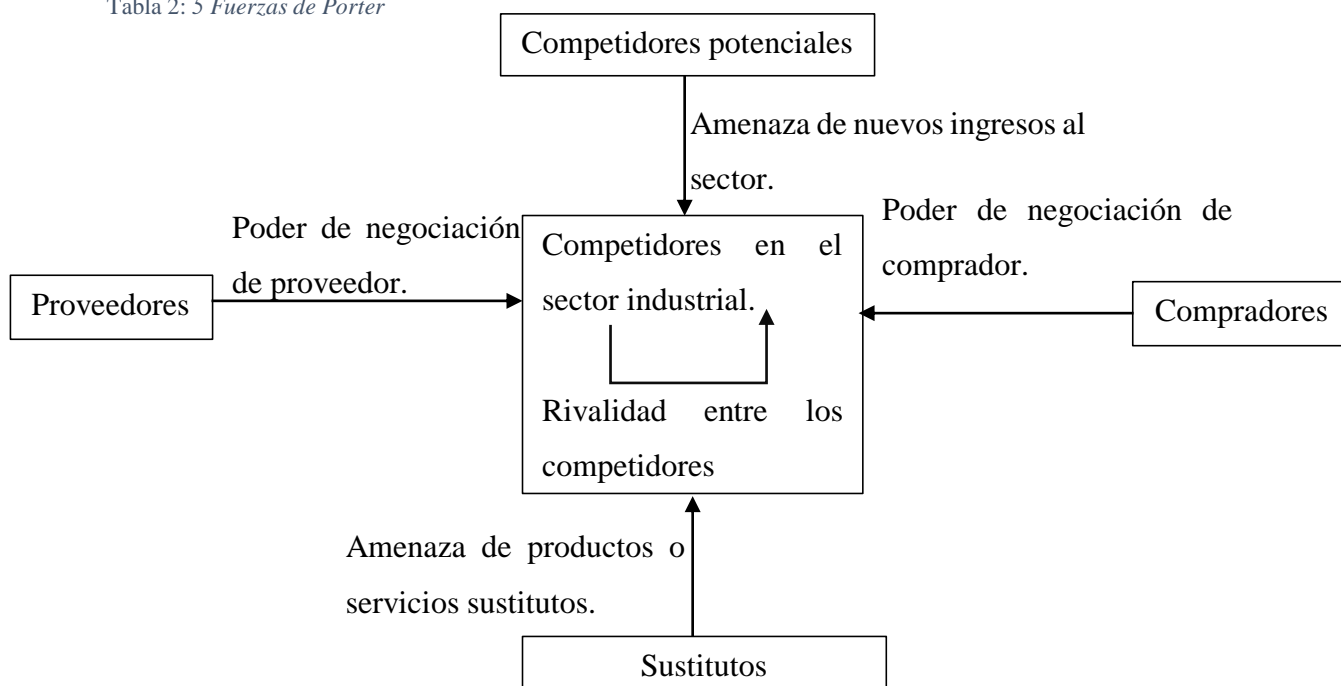 Tabla 2: 5 Fuerzas de Porter
Competidores potenciales
Amenaza de nuevos ingresos al
sector.
Poder de negociación
de proveedor.
Proveedores
Competidores en el
sector industrial.
Rivalidad entre los
competidores
Poder de negociación de
comprador.
Compradores
Amenaza de productos o
servicios sustitutos.
Sustitutos